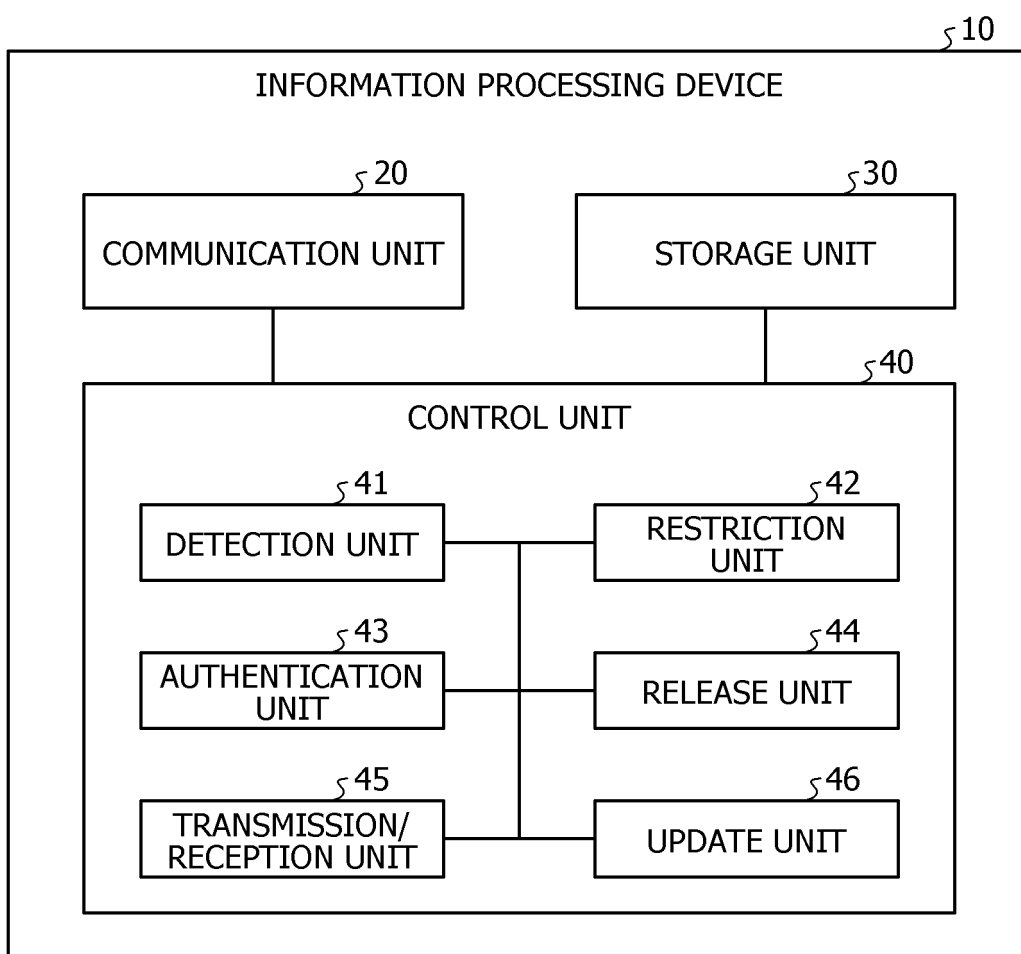 10
INFORMATION PROCESSING DEVICE
20
30
COMMUNICATION UNIT
STORAGE UNIT
40
CONTROL UNIT
41
42
DETECTION UNIT
RESTRICTION
UNIT
43
44
AUTHENTICATION
UNIT
RELEASE UNIT
45
46
TRANSMISSION/
RECEPTION UNIT
UPDATE UNIT